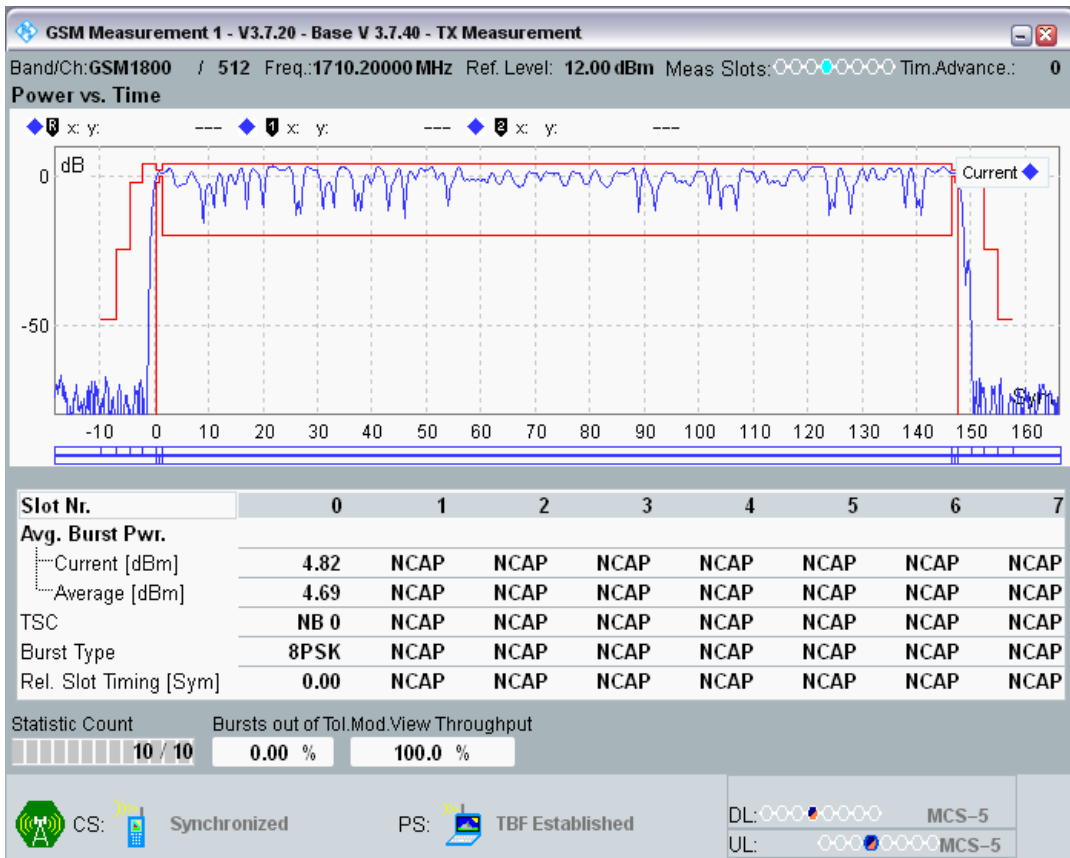 GSM Measurement 1 - V3.7.20 - Base V 3.7.40 - TX Measurement
Band/Ch:GSM1800 / 512 Freq.:1710.20000 MHz Ref. Level: 12.00 dBm Meas Slots: Tim.Advance.: 0
Power vs. Time
R x: y: --- 1 x: y: --- 2 x: y: ---
dB
Current
0
-50
Sym
-10 0 10 20 30 40 50 60 70 80 90 100 110 120 130 140 150 160
Slot Nr. 0 1 2 3 4 5 6 7
Avg. Burst Pwr.
Current [dBm] 4.82 NCAP NCAP NCAP NCAP NCAP NCAP NCAP
Average [dBm] 4.69 NCAP NCAP NCAP NCAP NCAP NCAP NCAP
TSC NB 0 NCAP NCAP NCAP NCAP NCAP NCAP NCAP
Burst Type 8PSK NCAP NCAP NCAP NCAP NCAP NCAP NCAP
Rel. Slot Timing [Sym] 0.00 NCAP NCAP NCAP NCAP NCAP NCAP NCAP
Statistic Count Bursts out of Tol.Mod.View Throughput
10 / 10 0.00 % 100.0 %
CS: Synchronized PS: TBF Established DL: MCS-5
UL: MCS-5